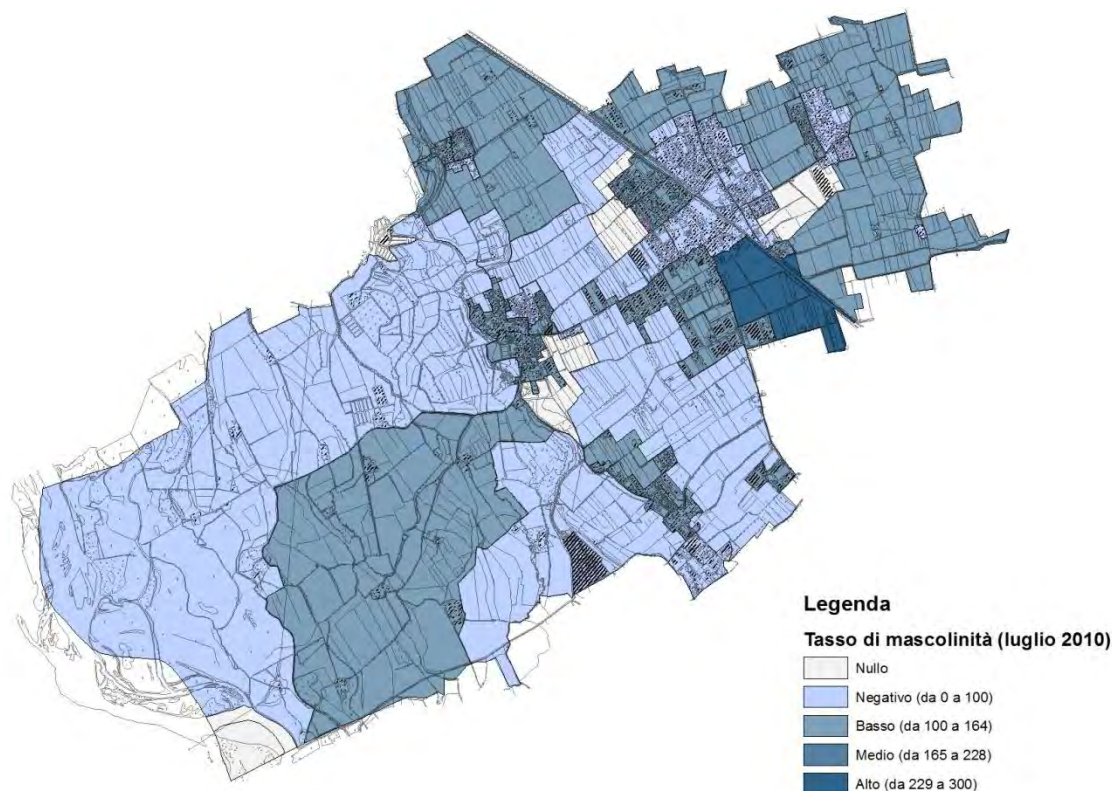 Legenda
Tasso di mascolinità (luglio 2010)
Nullo
Negativo (da 0 a 100)
Basso (da 100 a 164)
Medio (da 165 a 228)
Alto (da 229 a 300)